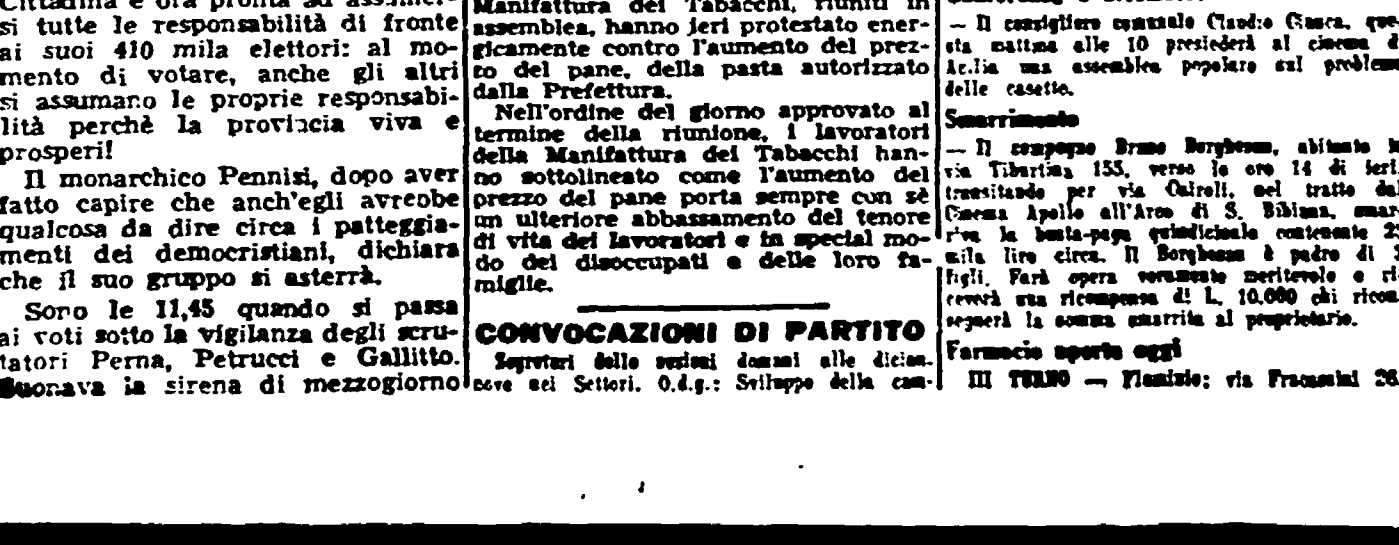 si tutte le responsabilità di fronte
ai suoi 410 mila elettori: al mo-
mento di votare, anche gli altri
si assumano le proprie responsabi-
lità perchè la provincia viva e
prosperi!
Il monarchico Pennisi, dopo aver
fatto capire che anch'egli avrebbe
qualcosa da dire circa i patteggia-
menti dei democristiani, dichiara
che il suo gruppo si asterrà.
Sono le 11,45 quando si passa
ai voti sotto la vigilanza degli scru-
tatori Perna, Petrucci e Gallitto.
Suonava la sirena di mezzogiorno
Manifattura dei Tabacchi, riuniti in
assemblea, hanno ieri protestato ener-
gicamente contro l'aumento del prez-
zo del pane, della pasta autorizzato
dalla Prefettura.
Nell'ordine del giorno approvato al
termine della riunione, i lavoratori
della Manifattura dei Tabacchi han-
no sottolineato come l'aumento del
prezzo del pane porta sempre con sè
un ulteriore abbassamento del tenore
di vita dei lavoratori e in special mo-
do dei disoccupati e delle loro fa-
miglie.
CONVOCAZIONI DI PARTITO
Segretari delle sezioni domani alle dician-
nove nei Settori. O.d.g.: Sviluppo della cam-
— Il consigliere comunale Claudio Cianca, que-
sta mattina alle 10 presiederà al cinema di
Acilia una assemblea popolare sul problema
delle casette.
Smarrimento
— Il compagno Bruno Borghesan, abitante in
via Tiburtina 155, verso le ore 14 di ieri,
transitando per via Cairoli, nel tratto dal
Cinema Apollo all'Arco di S. Bibiana, smar-
riva la busta-paga quindicinale contenente 23
mila lire circa. Il Borghesan è padre di
figli. Farà opera veramente meritevole e ri-
ceverà una ricompensa di L. 10.000 chi ricon-
segnerà la somma smarrita al proprietario.
Farmacie aperte oggi
III TURNO — Flaminio: via Fracassini 26.